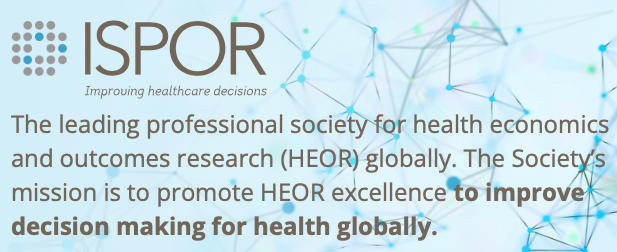 ISPOR
Improving healthcare decisions
The leading professional society for health economics
and outcomes research (HEOR) globally. The Society's
mission is to promote HEOR excellence to improve
decision making for health globally.